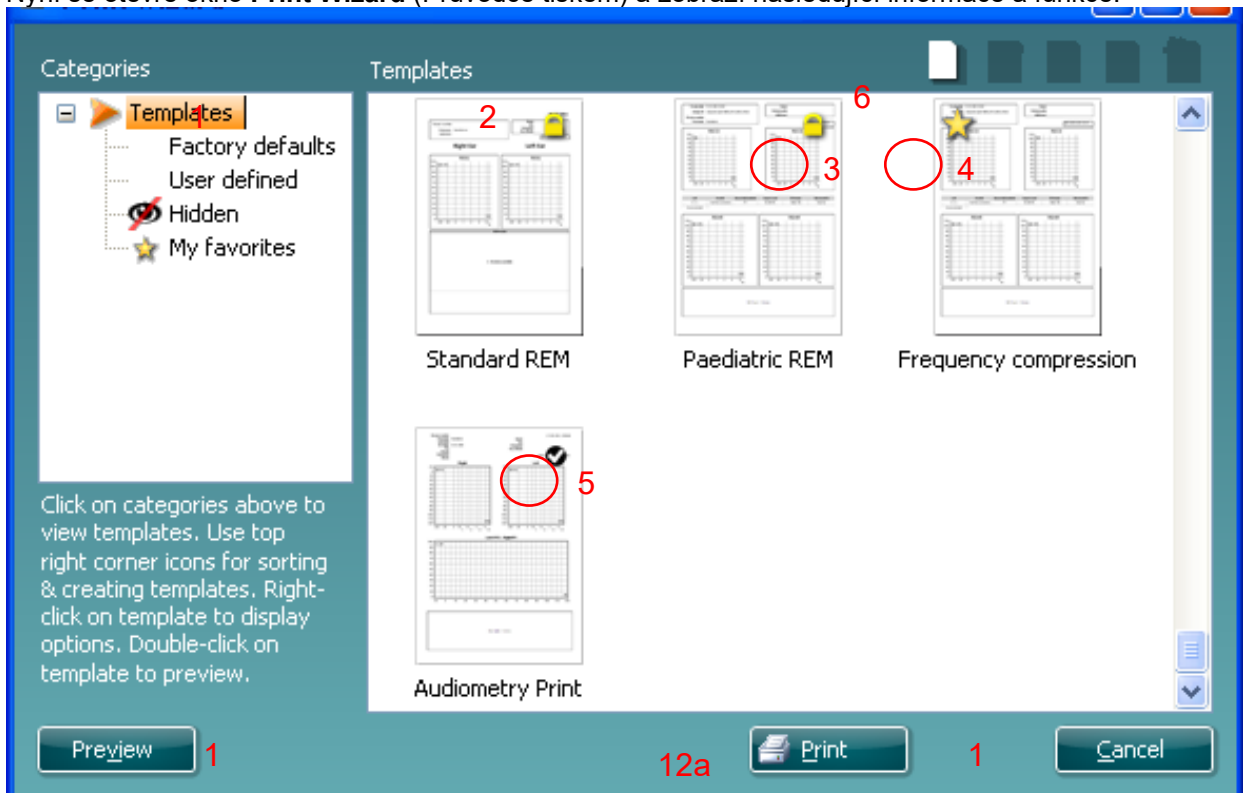 Categories
Templates
Templates
1
Factory defaults
User defined
Hidden
My favorites
2
6
3
4
Standard REM
Paediatric REM
Frequency compression
5
Audiometry Print
Click on categories above to
view templates. Use top
right corner icons for sorting
& creating templates. Right-
click on template to display
options. Double-click on
template to preview.
Preview
1
12a
Print
1
Cancel